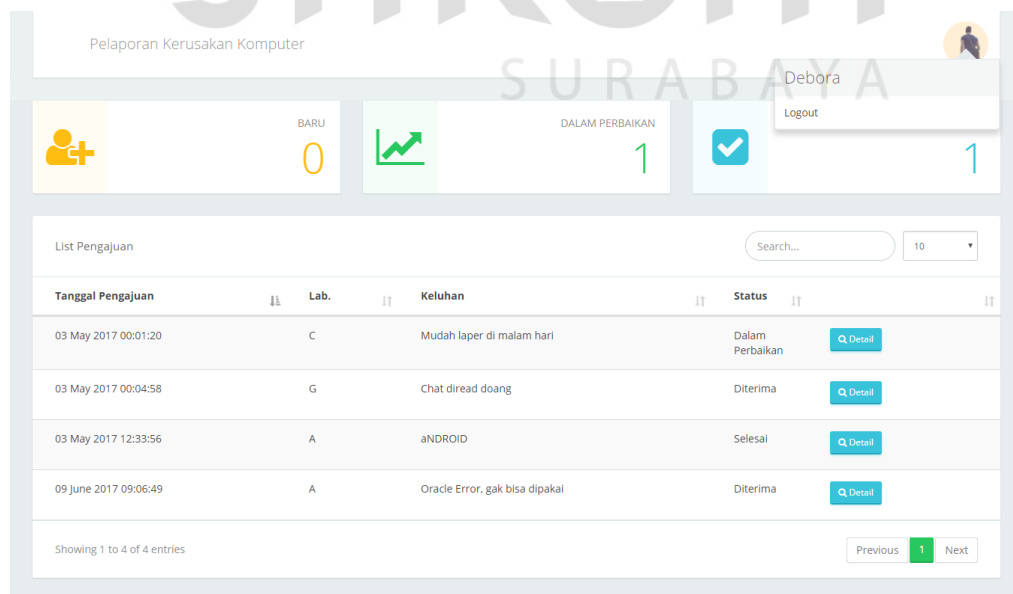 Pelaporan Kerusakan Komputer
SURABAYA
Debora
Logout
BARU
0
DALAM PERBAIKAN
1
1
List Pengajuan
Search...
10
Tanggal Pengajuan Lab. Keluhan Status
03 May 2017 00:01:20 C Mudah laper di malam hari Dalam Perbaikan Detail
03 May 2017 00:04:58 G Chat diread doang Diterima Detail
03 May 2017 12:33:56 A aNDROID Selesai Detail
09 June 2017 09:06:49 A Oracle Error, gak bisa dipakai Diterima Detail
Showing 1 to 4 of 4 entries
Previous 1 Next